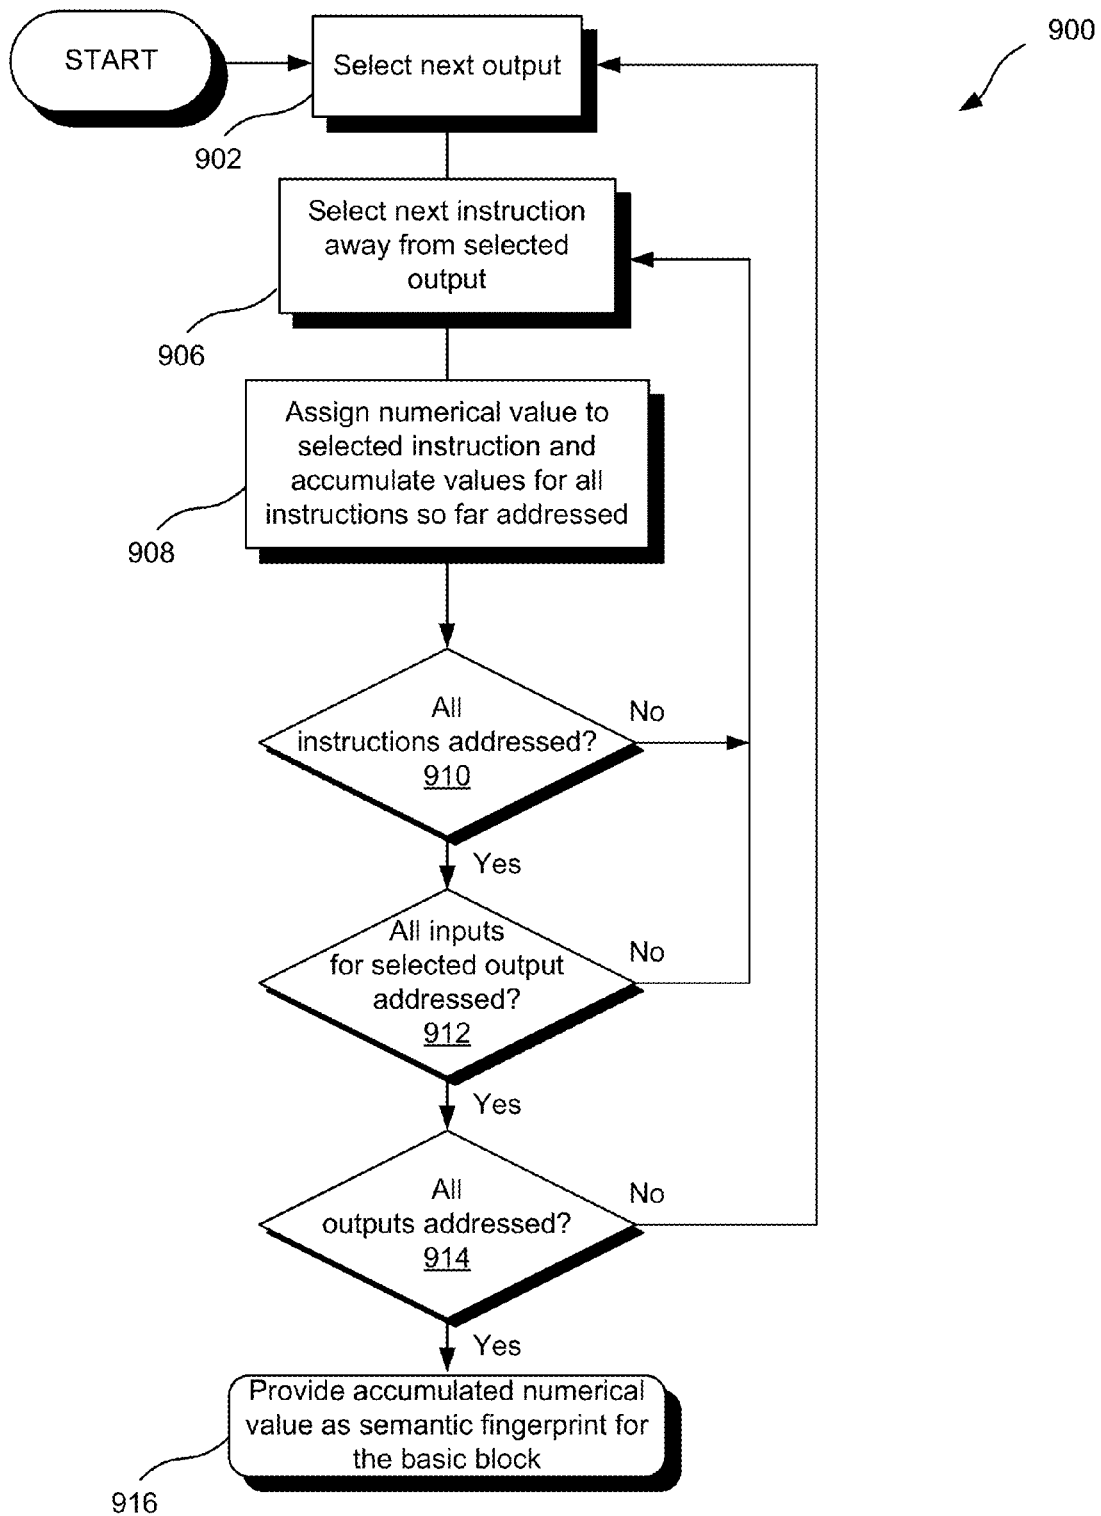 START
Select next output
900
902
Select next instruction
away from selected
output
906
Assign numerical value to
selected instruction and
accumulate values for all
instructions so far addressed
908
All
instructions addressed?
910
No
Yes
All inputs
for selected output
addressed?
912
No
Yes
All
outputs addressed?
914
No
Yes
Provide accumulated numerical
value as semantic fingerprint for
the basic block
916